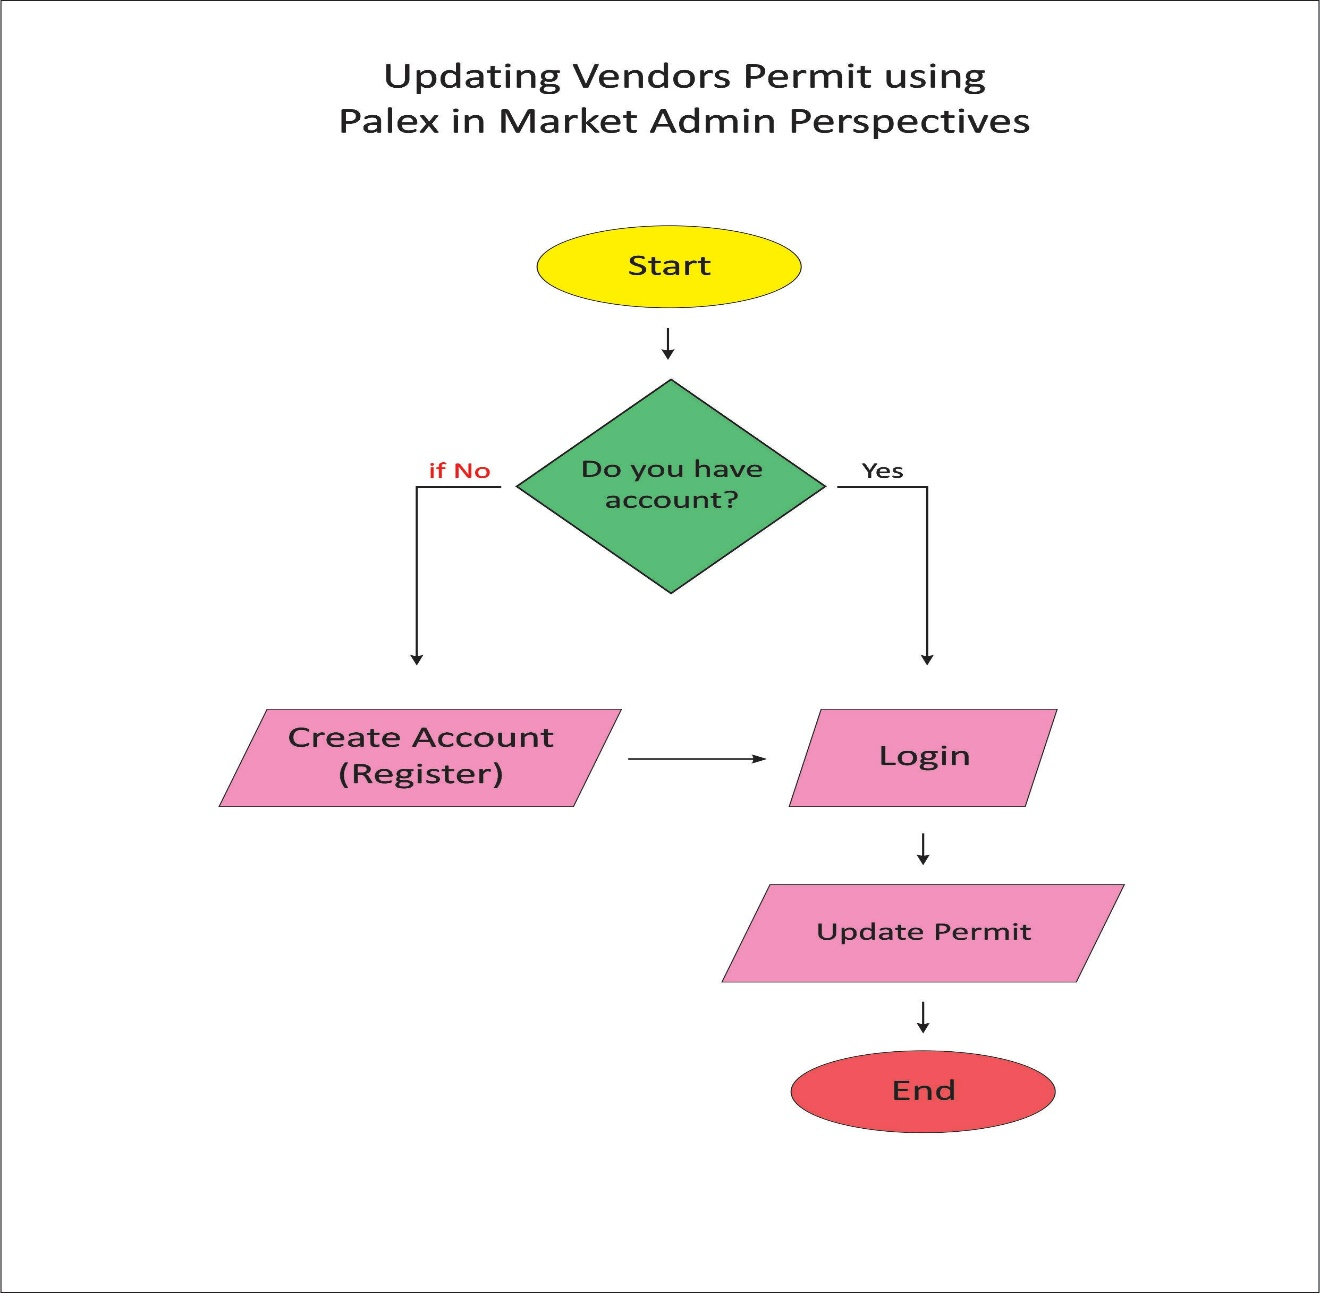 Updating Vendors Permit using
Palex in Market Admin Perspectives
Start
if No
Do you have
account?
Yes
Create Account
(Register)
Login
Update Permit
End